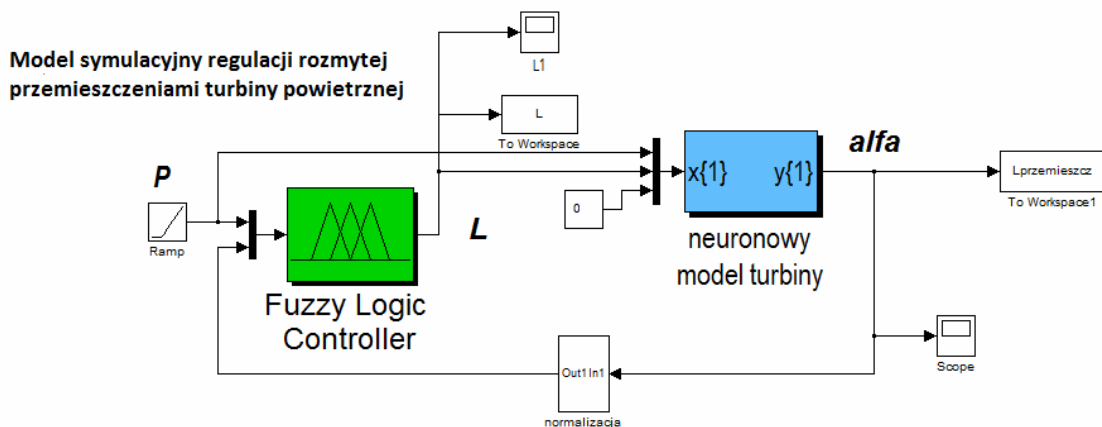 Model symulacyjny regulacji rozmytej
przemieszczeniami turbiny powietrznej
L1
L
To Workspace
P
Ramp
L
Fuzzy Logic
Controller
0
x{1}
y{1}
neuronowy
model turbiny
alfa
Lprzemieszcz
To Workspace1
Scope
Out1
In1
normalizacja